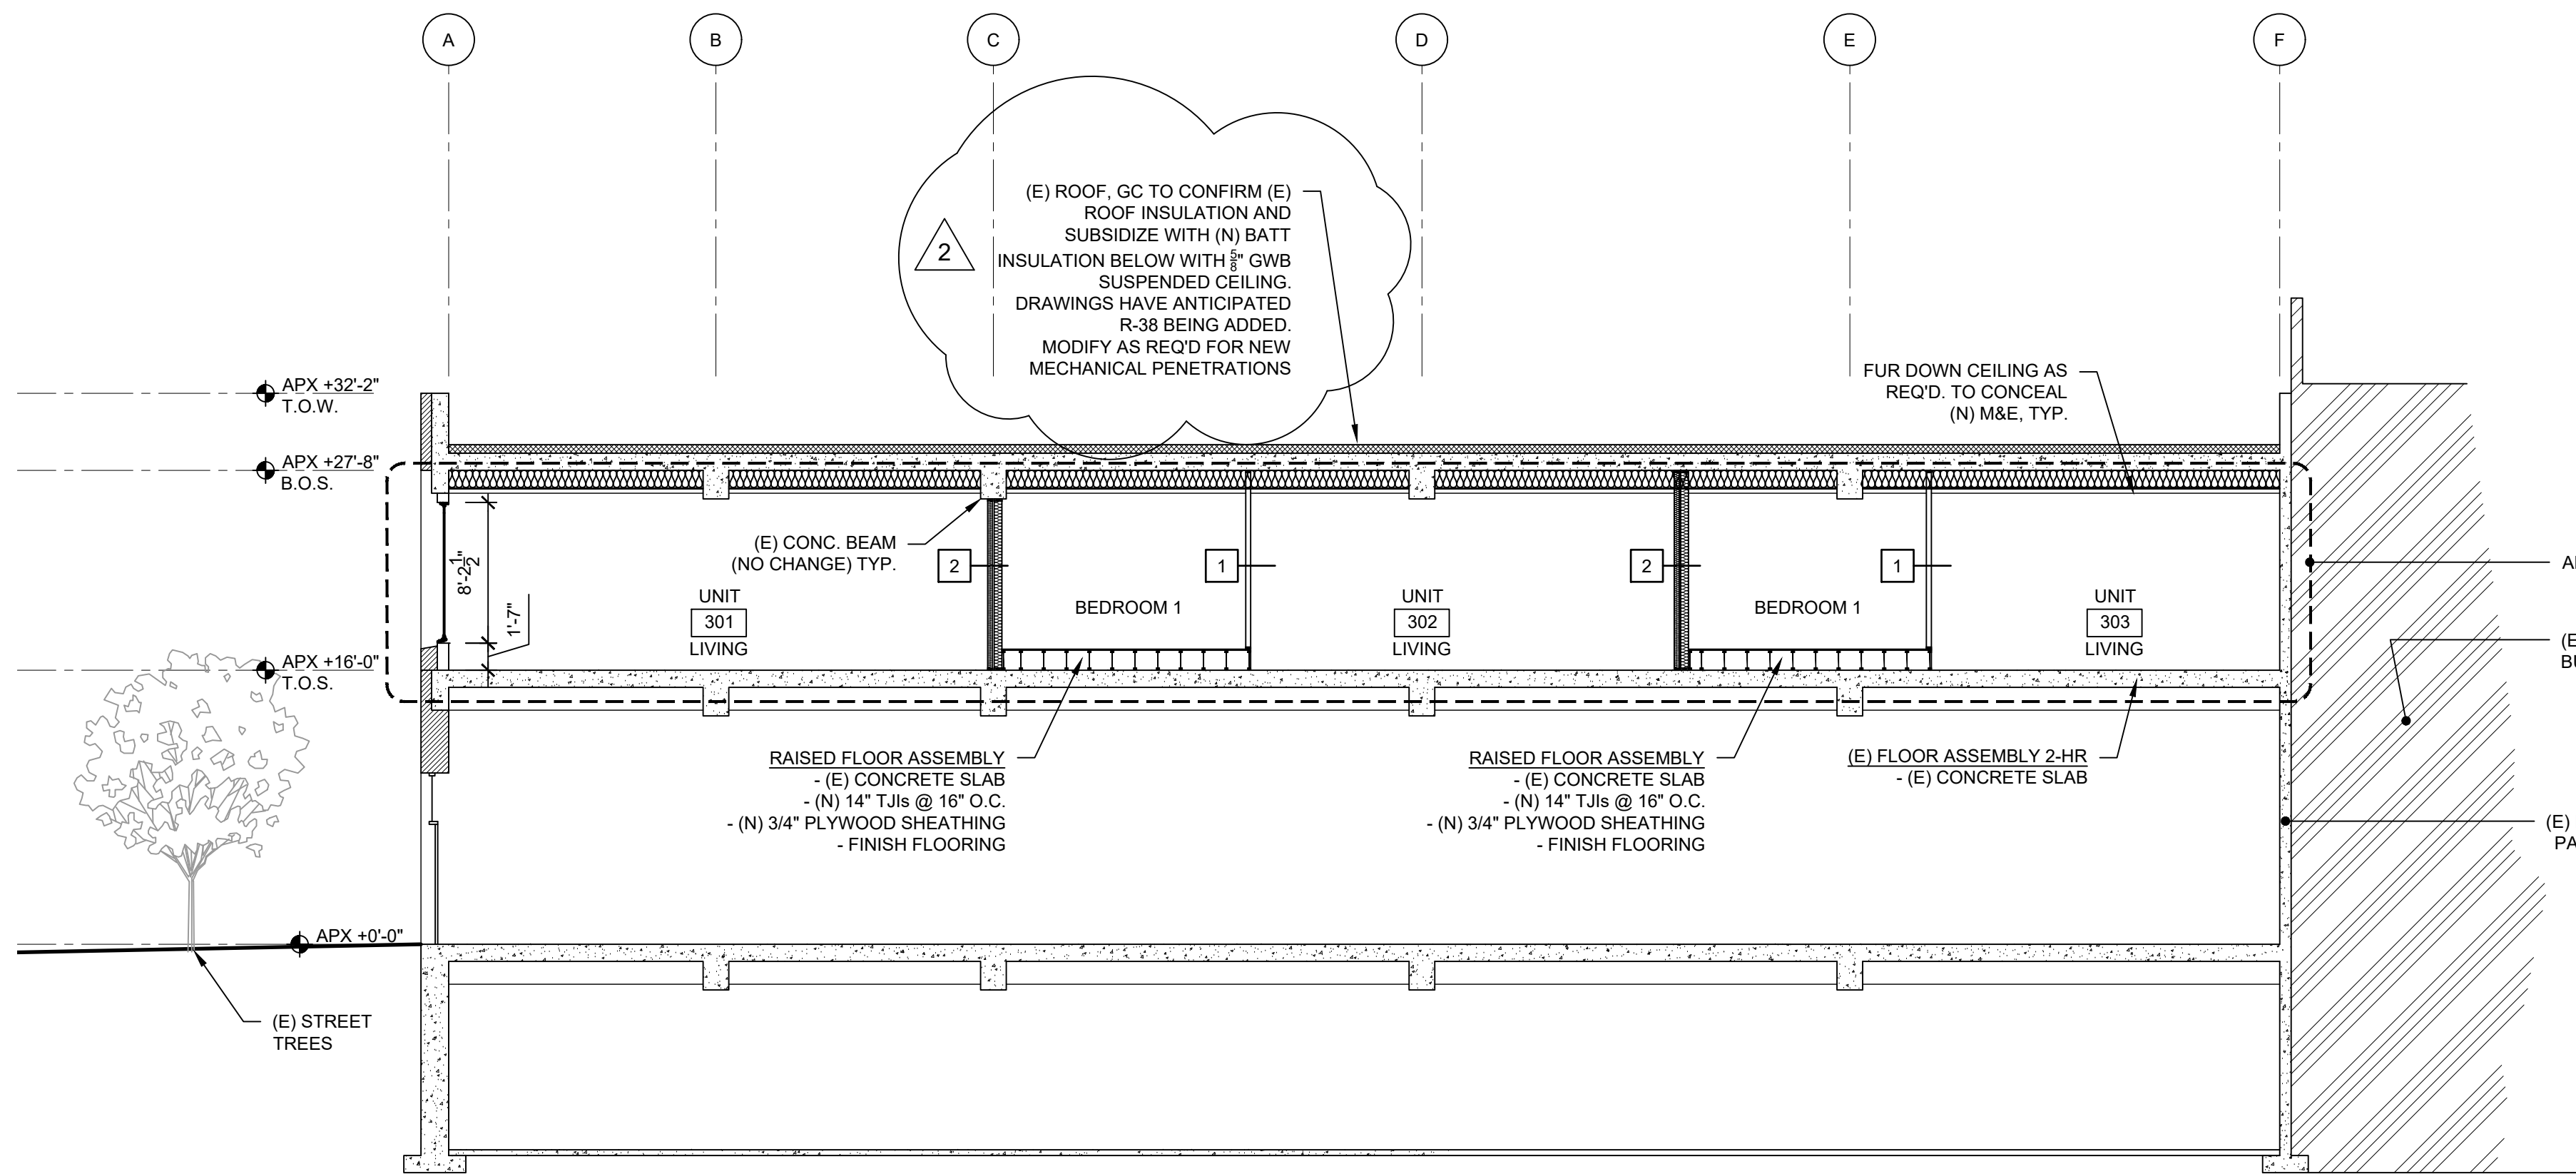 A
B
C
D
E
F
2
(E) ROOF, GC TO CONFIRM (E)
ROOF INSULATION AND
SUBSIDIZE WITH (N) BATT
INSULATION BELOW WITH 5/8" GWB
SUSPENDED CEILING.
DRAWINGS HAVE ANTICIPATED
R-38 BEING ADDED.
MODIFY AS REQ'D FOR NEW
MECHANICAL PENETRATIONS
FUR DOWN CEILING AS
REQ'D. TO CONCEAL
(N) M&E, TYP.
APX +32'-2"
T.O.W.
APX +27'-8"
B.O.S.
APX +16'-0"
T.O.S.
APX +0'-0"
8'-2 1/2"
1'-7"
(E) CONC. BEAM
(NO CHANGE) TYP.
2
1
2
1
UNIT
301
LIVING
BEDROOM 1
UNIT
302
LIVING
BEDROOM 1
UNIT
303
LIVING
RAISED FLOOR ASSEMBLY
- (E) CONCRETE SLAB
- (N) 14" TJIs @ 16" O.C.
- (N) 3/4" PLYWOOD SHEATHING
- FINISH FLOORING
RAISED FLOOR ASSEMBLY
- (E) CONCRETE SLAB
- (N) 14" TJIs @ 16" O.C.
- (N) 3/4" PLYWOOD SHEATHING
- FINISH FLOORING
(E) FLOOR ASSEMBLY 2-HR
- (E) CONCRETE SLAB
(E) STREET
TREES
(E)
PA